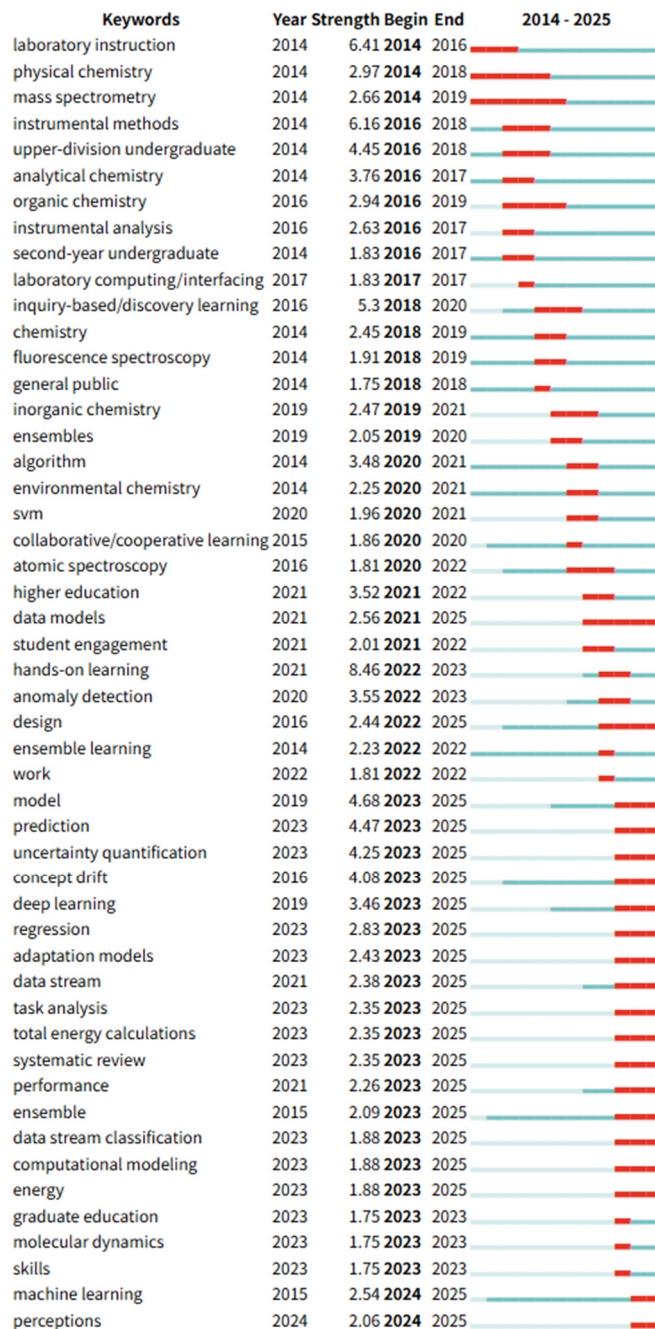 Keywords Year Strength Begin End 2014 - 2025
laboratory instruction 2014 6.41 2014 2016
physical chemistry 2014 2.97 2014 2018
mass spectrometry 2014 2.66 2014 2019
instrumental methods 2014 6.16 2016 2018
upper-division undergraduate 2014 4.45 2016 2018
analytical chemistry 2014 3.76 2016 2017
organic chemistry 2016 2.94 2016 2019
instrumental analysis 2016 2.63 2016 2017
second-year undergraduate 2014 1.83 2016 2017
laboratory computing/interfacing 2017 1.83 2017 2017
inquiry-based/discovery learning 2016 5.3 2018 2020
chemistry 2014 2.45 2018 2019
fluorescence spectroscopy 2014 1.91 2018 2019
general public 2014 1.75 2018 2018
inorganic chemistry 2019 2.47 2019 2021
ensembles 2019 2.05 2019 2020
algorithm 2014 3.48 2020 2021
environmental chemistry 2014 2.25 2020 2021
svm 2020 1.96 2020 2021
collaborative/cooperative learning 2015 1.86 2020 2020
atomic spectroscopy 2016 1.81 2020 2022
higher education 2021 3.52 2021 2022
data models 2021 2.56 2021 2025
student engagement 2021 2.01 2021 2022
hands-on learning 2021 8.46 2022 2023
anomaly detection 2020 3.55 2022 2023
design 2016 2.44 2022 2025
ensemble learning 2014 2.23 2022 2022
work 2022 1.81 2022 2022
model 2019 4.68 2023 2025
prediction 2023 4.47 2023 2025
uncertainty quantification 2023 4.25 2023 2025
concept drift 2016 4.08 2023 2025
deep learning 2019 3.46 2023 2025
regression 2023 2.83 2023 2025
adaptation models 2023 2.43 2023 2025
data stream 2021 2.38 2023 2025
task analysis 2023 2.35 2023 2025
total energy calculations 2023 2.35 2023 2025
systematic review 2023 2.35 2023 2025
performance 2021 2.26 2023 2025
ensemble 2015 2.09 2023 2025
data stream classification 2023 1.88 2023 2025
computational modeling 2023 1.88 2023 2025
energy 2023 1.88 2023 2025
graduate education 2023 1.75 2023 2023
molecular dynamics 2023 1.75 2023 2023
skills 2023 1.75 2023 2023
machine learning 2015 2.54 2024 2025
perceptions 2024 2.06 2024 2025